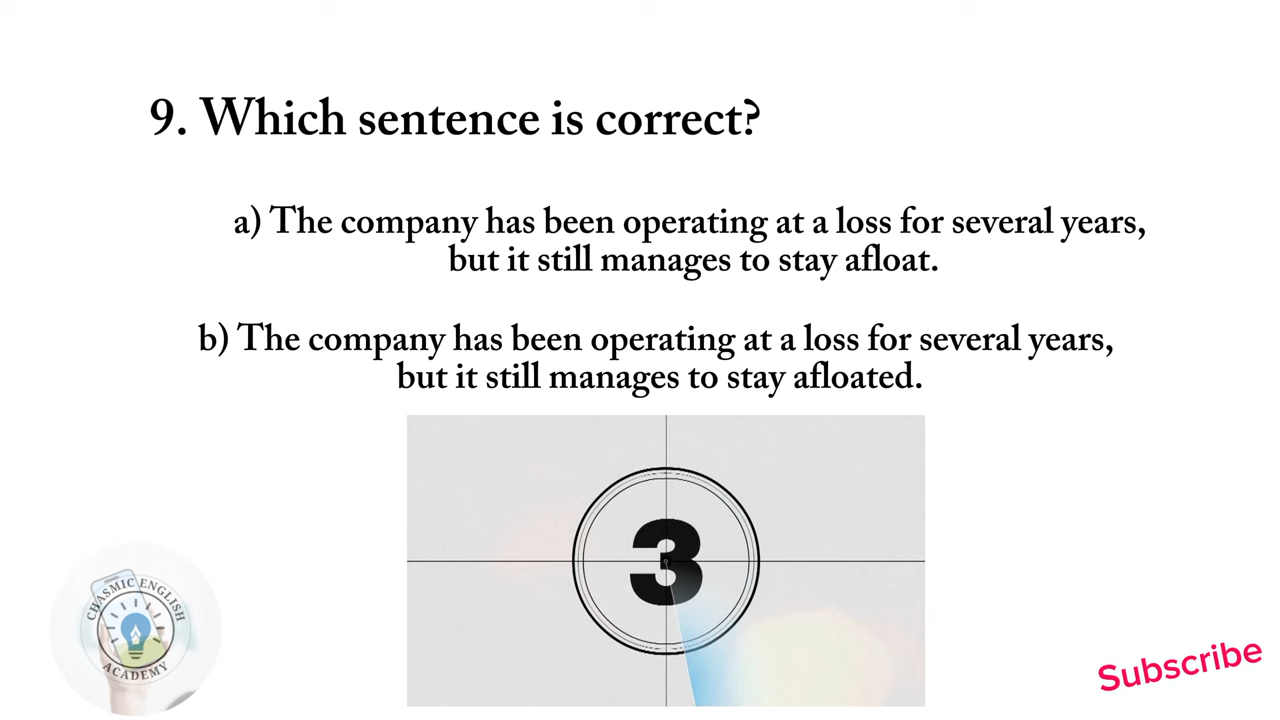 9. Which sentence is correct?
a) The company has been operating at a loss for several years,
but it still manages to stay afloat.
b) The company has been operating at a loss for several years,
but it still manages to stay afloated.
3
CHASMIC ENGLISH
ACADEMY
Subscribe